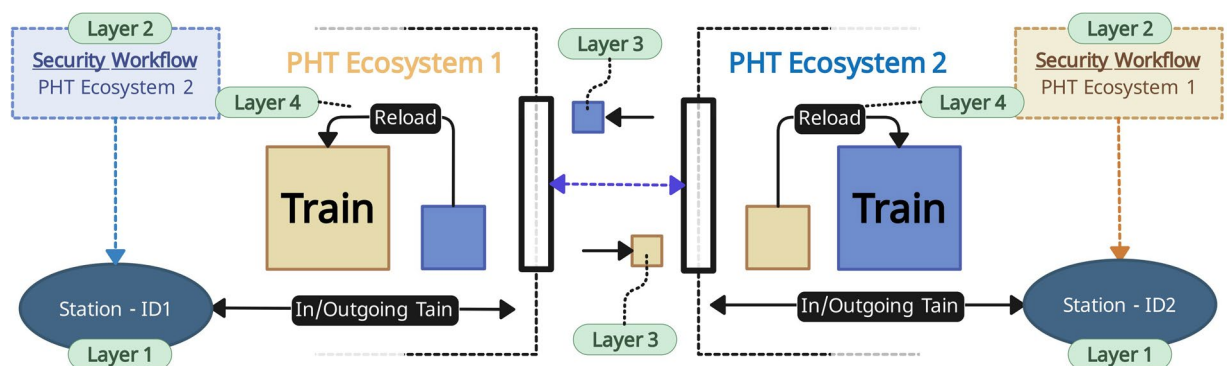 Layer 2
Security Workflow
PHT Ecosystem 2
PHT Ecosystem 1
Layer 4
Reload
Train
Station - ID1
Layer 1
In/Outgoing Tain
Layer 3
Layer 3
PHT Ecosystem 2
Layer 2
Security Workflow
PHT Ecosystem 1
Layer 4
Reload
Train
In/Outgoing Tain
Station - ID2
Layer 1